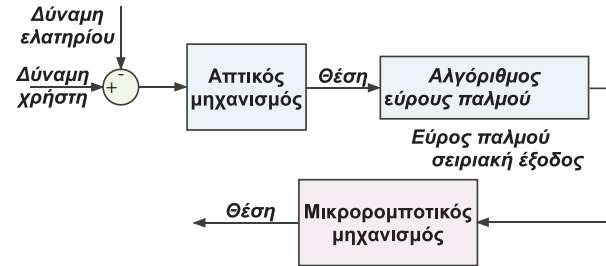 Δύναμη
ελατηρίου
-
Δύναμη
χρήστη
+
Απτικός
μηχανισμός
Θέση
Αλγόριθμος
εύρους παλμού
Εύρος παλμού
σειριακή έξοδος
Μικρορομποτικός
μηχανισμός
Θέση